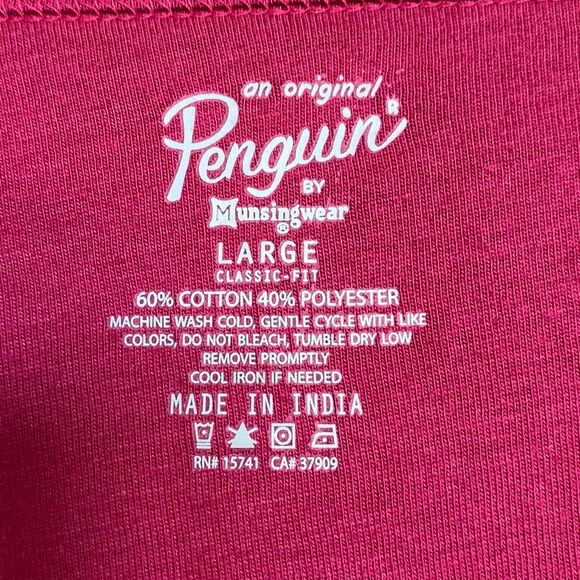 an original
Penguin®
BY
Munsingwear
®
LARGE
CLASSIC-FIT
60% COTTON 40% POLYESTER
MACHINE WASH COLD, GENTLE CYCLE WITH LIKE
COLORS, DO NOT BLEACH, TUMBLE DRY LOW
REMOVE PROMPTLY
COOL IRON IF NEEDED
MADE IN INDIA
RN# 15741 CA# 37909